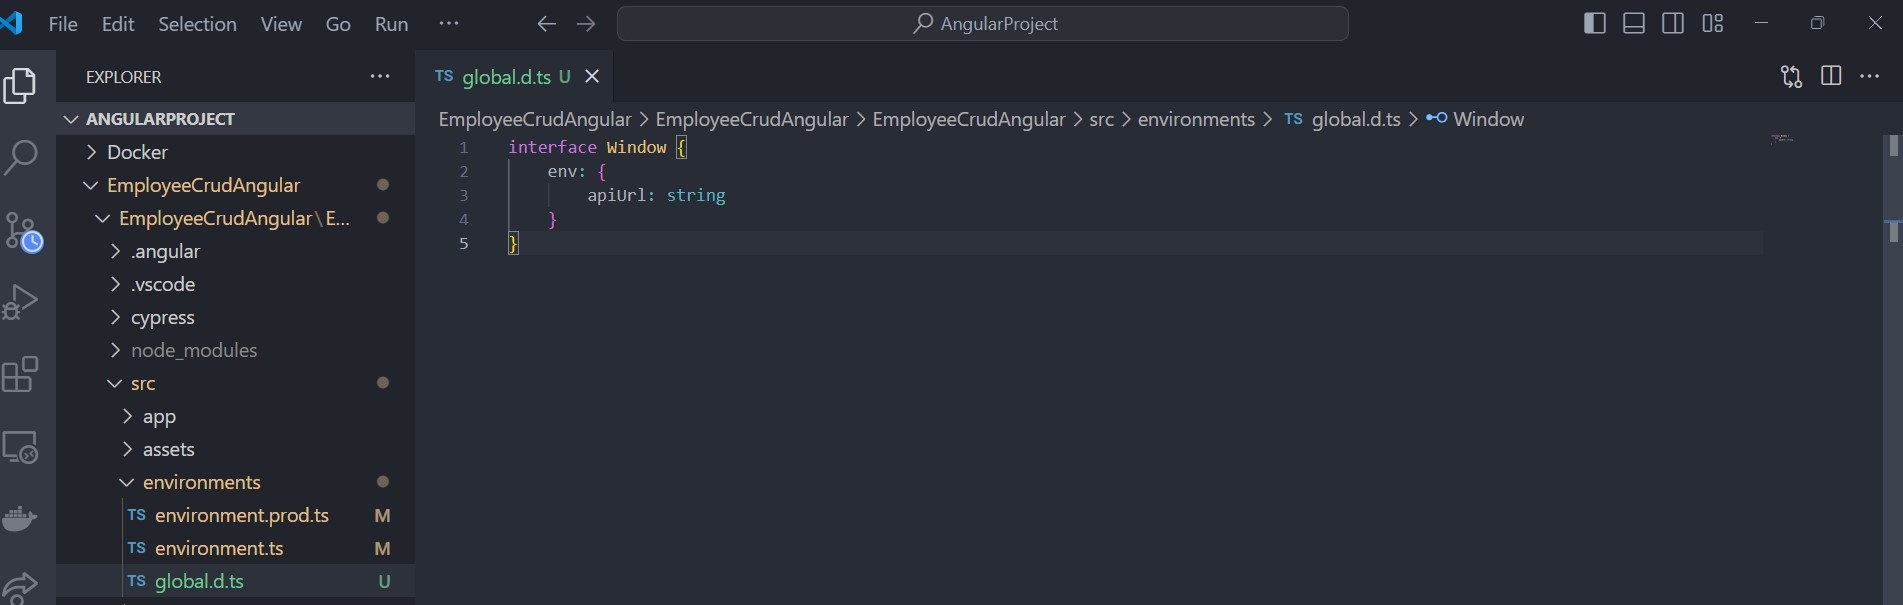 File Edit Selection View Go Run ···
AngularProject
EXPLORER ···
global.d.ts U
TS
ANGULARPROJECT
EmployeeCrudAngular > EmployeeCrudAngular > EmployeeCrudAngular > src > environments > TS global.d.ts > Window
Docker
EmployeeCrudAngular
EmployeeCrudAngular\E...
.angular
.vscode
cypress
node_modules
src
app
assets
environments
TS environment.prod.ts M
TS environment.ts M
TS global.d.ts U
1 interface Window {
2 env: {
3 apiUrl: string
4 }
5 }